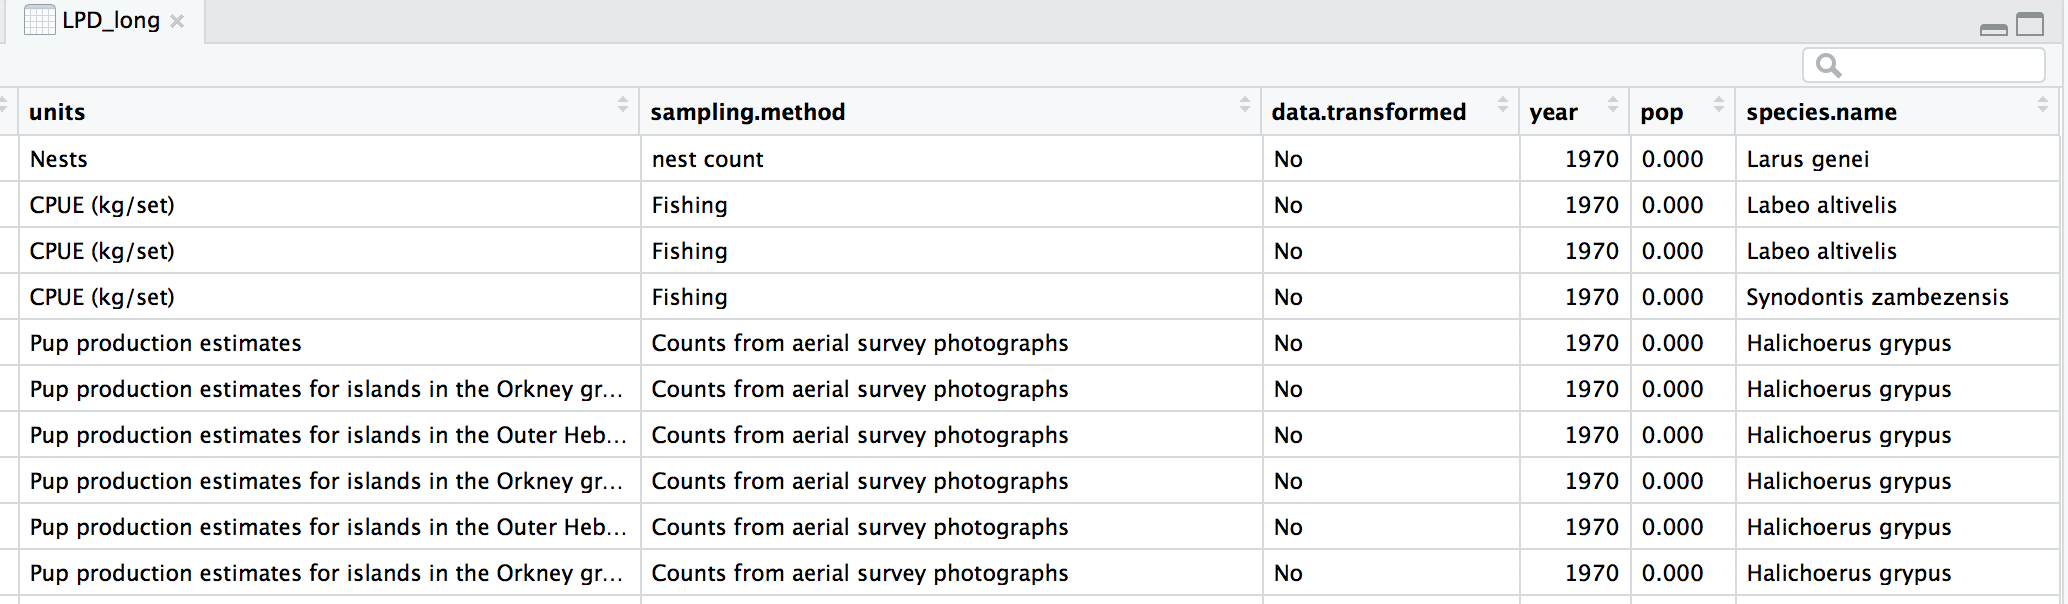 LPD_long
units sampling.method data.transformed year pop species.name
Nests nest count No 1970 0.000 Larus genei
CPUE (kg/set) Fishing No 1970 0.000 Labeo altivelis
CPUE (kg/set) Fishing No 1970 0.000 Labeo altivelis
CPUE (kg/set) Fishing No 1970 0.000 Synodontis zambezensis
Pup production estimates Counts from aerial survey photographs No 1970 0.000 Halichoerus grypus
Pup production estimates for islands in the Orkney gr... Counts from aerial survey photographs No 1970 0.000 Halichoerus grypus
Pup production estimates for islands in the Outer Heb... Counts from aerial survey photographs No 1970 0.000 Halichoerus grypus
Pup production estimates for islands in the Orkney gr... Counts from aerial survey photographs No 1970 0.000 Halichoerus grypus
Pup production estimates for islands in the Outer Heb... Counts from aerial survey photographs No 1970 0.000 Halichoerus grypus
Pup production estimates for islands in the Orkney gr... Counts from aerial survey photographs No 1970 0.000 Halichoerus grypus